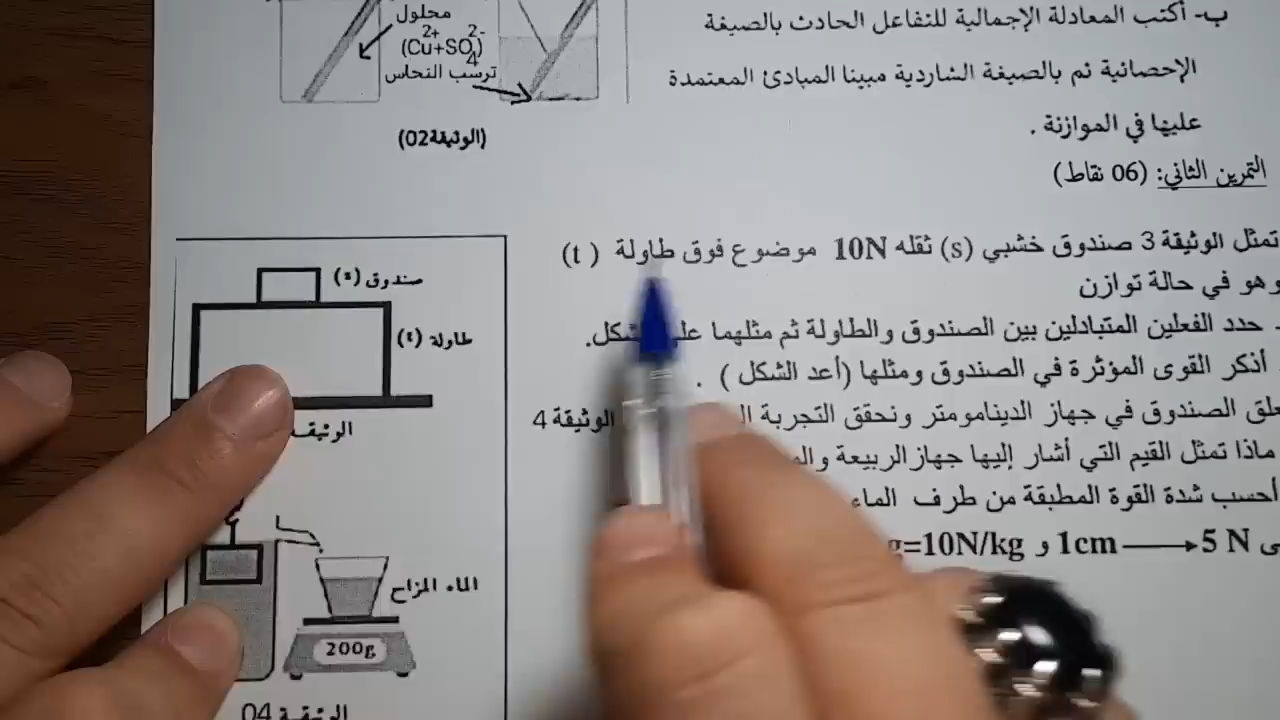 ب- أكتب المعادلة الإجمالية للتفاعل الحادث بالصيغة
الإحصائية ثم بالصيغة الشاردية مبينا المبادئ المعتمدة
عليها في الموازنة .
محلول
(Cu²⁺+SO₄²⁻)
ترسب النحاس
(الوثيقة02)
التمرين الثاني: (06 نقاط)
تمثل الوثيقة 3 صندوق خشبي (s) ثقله 10N موضوع فوق طاولة (t )
وهو في حالة توازن
حدد الفعلين المتبادلين بين الصندوق والطاولة ثم مثلهما
أذكر القوى المؤثرة في الصندوق ومثلها (أعد الشكل ) .
الصندوق في جهاز الدينامومتر ونحقق التجربة الوثيقة 4
ماذا تمثل القيم التي أشار إليها جهاز الربيعة
أحسب شدة القوة المطبقة من طرف الماء
1cm ⟶ 5 N و g=10N/kg
صندوق (s)
طاولة (t)
الماء المزاح
200g
الوثيقة 04